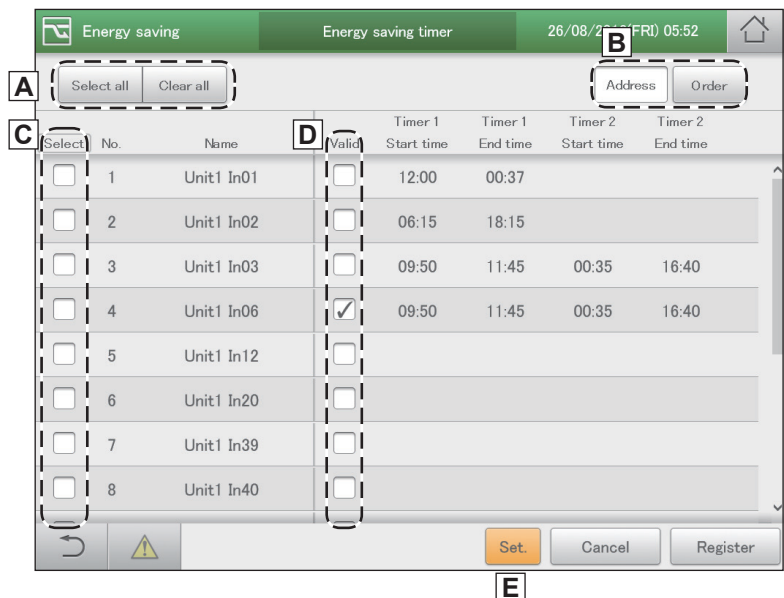 Energy saving Energy saving timer 26/08/2016(FRI) 05:52
B
A Select all Clear all Address Order
C D Timer 1 Timer 1 Timer 2 Timer 2
Select No. Name Valid Start time End time Start time End time
1 Unit1 In01 12:00 00:37
2 Unit1 In02 06:15 18:15
3 Unit1 In03 09:50 11:45 00:35 16:40
4 Unit1 In06 09:50 11:45 00:35 16:40
5 Unit1 In12
6 Unit1 In20
7 Unit1 In39
8 Unit1 In40
Set. Cancel Register
E